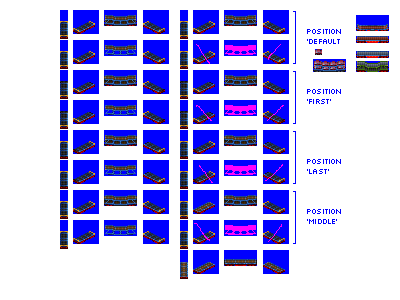 POSITION
'DEFAULT
POSITION
'FIRST'
POSITION
'LAST'
POSITION
'MIDDLE'